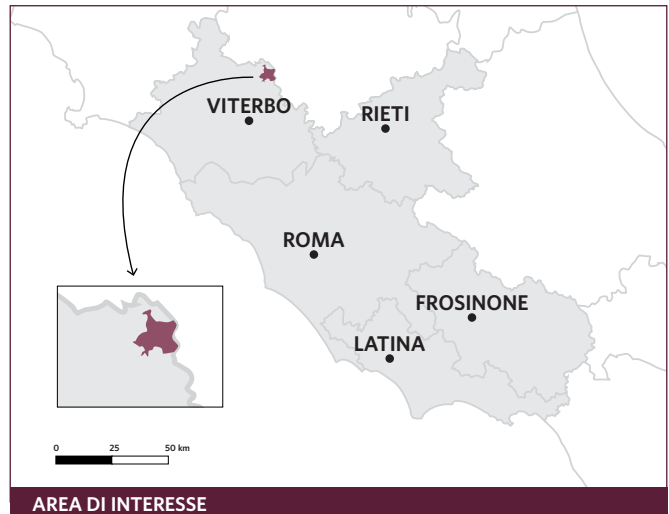 VITERBO
RIETI
ROMA
FROSINONE
LATINA
0 25 50 km
AREA DI INTERESSE